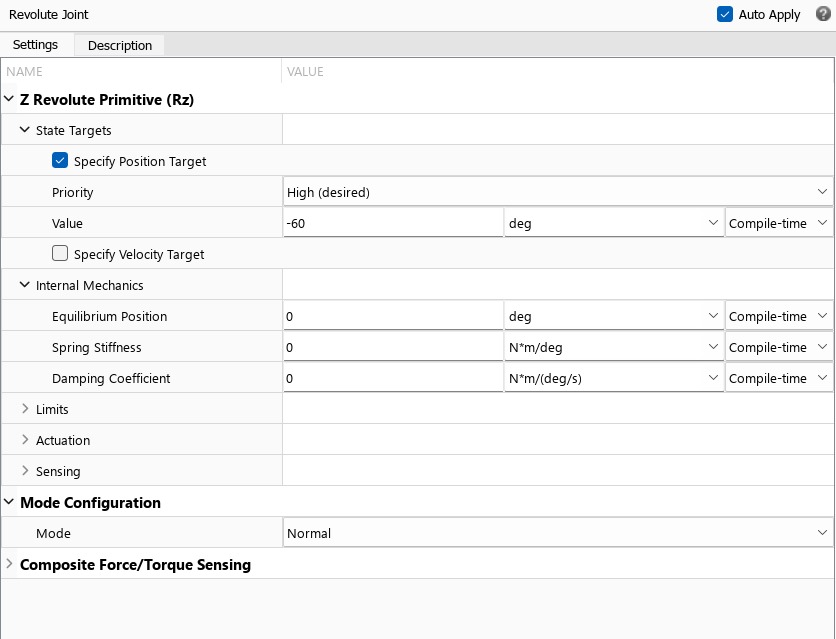 Revolute Joint Auto Apply ?
Settings Description
NAME VALUE
Z Revolute Primitive (Rz)
State Targets
Specify Position Target
Priority High (desired)
Value -60 deg Compile-time
Specify Velocity Target
Internal Mechanics
Equilibrium Position 0 deg Compile-time
Spring Stiffness 0 N*m/deg Compile-time
Damping Coefficient 0 N*m/(deg/s) Compile-time
Limits
Actuation
Sensing
Mode Configuration
Mode Normal
Composite Force/Torque Sensing